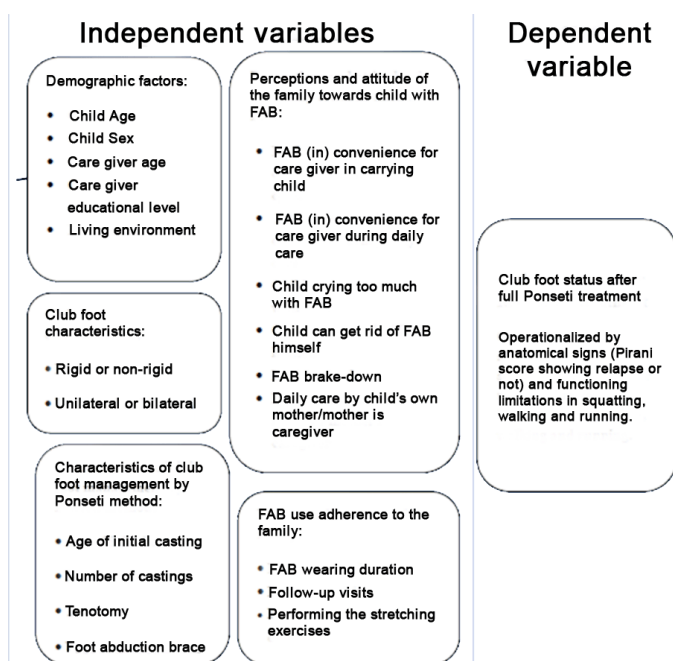 Independent variables
Demographic factors:
• Child Age
• Child Sex
• Care giver age
• Care giver
educational level
• Living environment
Club foot
characteristics:
• Rigid or non-rigid
• Unilateral or bilateral
Characteristics of club
foot management by
Ponseti method:
• Age of initial casting
• Number of castings
• Tenotomy
• Foot abduction brace
Perceptions and attitude of
the family towards child with
FAB:
• FAB (in) convenience for
care giver in carrying
child
• FAB (in) convenience for
care giver during daily
care
• Child crying too much
with FAB
• Child can get rid of FAB
himself
• FAB brake-down
• Daily care by child's own
mother/mother is
caregiver
FAB use adherence to the
family:
• FAB wearing duration
• Follow-up visits
• Performing the stretching
exercises
Dependent
variable
Club foot status after
full Ponseti treatment
Operationalized by
anatomical signs (Pirani
score showing relapse or
not) and functioning
limitations in squatting,
walking and running.